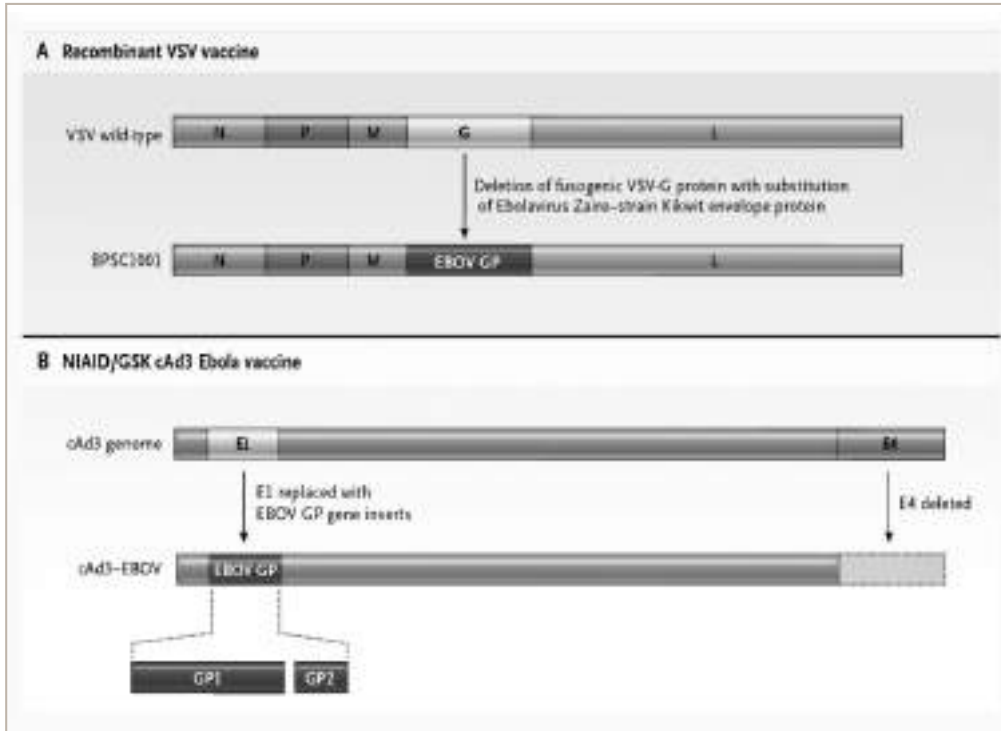 A Recombinant VSV vaccine
VSV wild type
N P M G L
Deletion of fusogenic VSV-G protein with substitution
of Ebolavirus Zaire–strain Kikwit envelope protein
BPSC1001
N P M EBOV GP L
B NIAID/GSK cAd3 Ebola vaccine
cAd3 genome
E1 E4
E1 replaced with
EBOV GP gene inserts
E4 deleted
cAd3–EBOV
EBOV GP
GP1 GP2